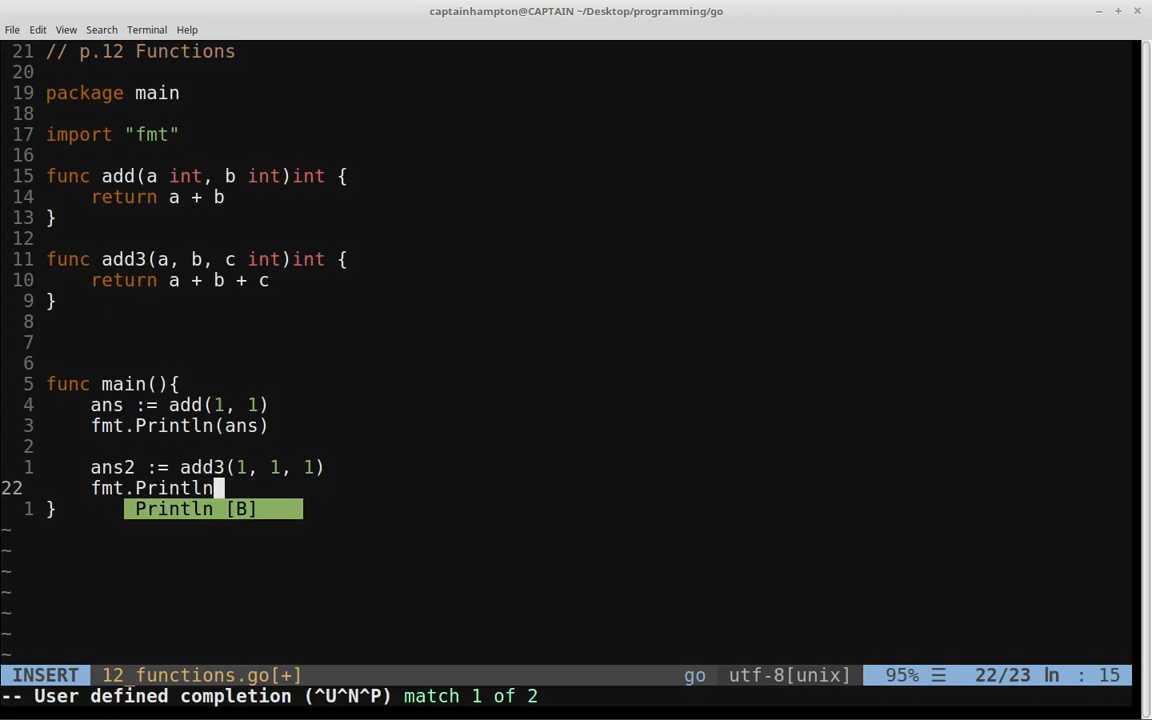 captainhampton@CAPTAIN ~/Desktop/programming/go
File Edit View Search Terminal Help
21 // p.12 Functions
20
19 package main
18
17 import "fmt"
16
15 func add(a int, b int)int {
14     return a + b
13 }
12
11 func add3(a, b, c int)int {
10     return a + b + c
9 }
8
7
6
5 func main(){
4     ans := add(1, 1)
3     fmt.Println(ans)
2
1     ans2 := add3(1, 1, 1)
22     fmt.Println
1 } Println [B]
~
~
~
~
~
~
~
INSERT 12_functions.go[+] go utf-8[unix] 95% ☰ 22/23 ln : 15
-- User defined completion (^U^N^P) match 1 of 2